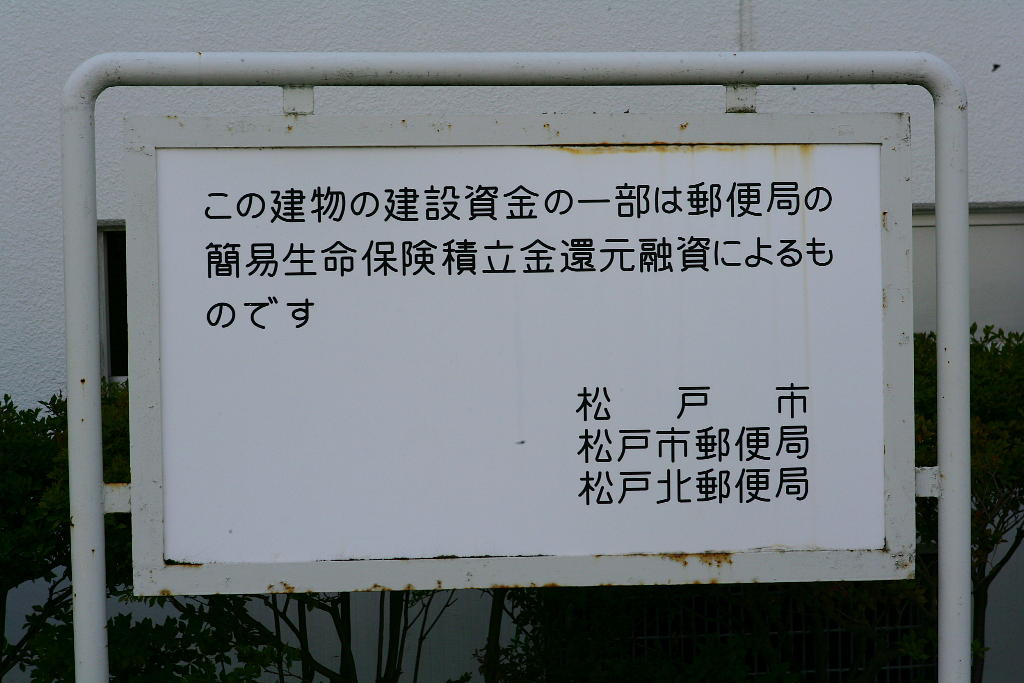 この建物の建設資金の一部は郵便局の
簡易生命保険積立金還元融資によるも
のです
松　戸　市
松戸市郵便局
松戸北郵便局